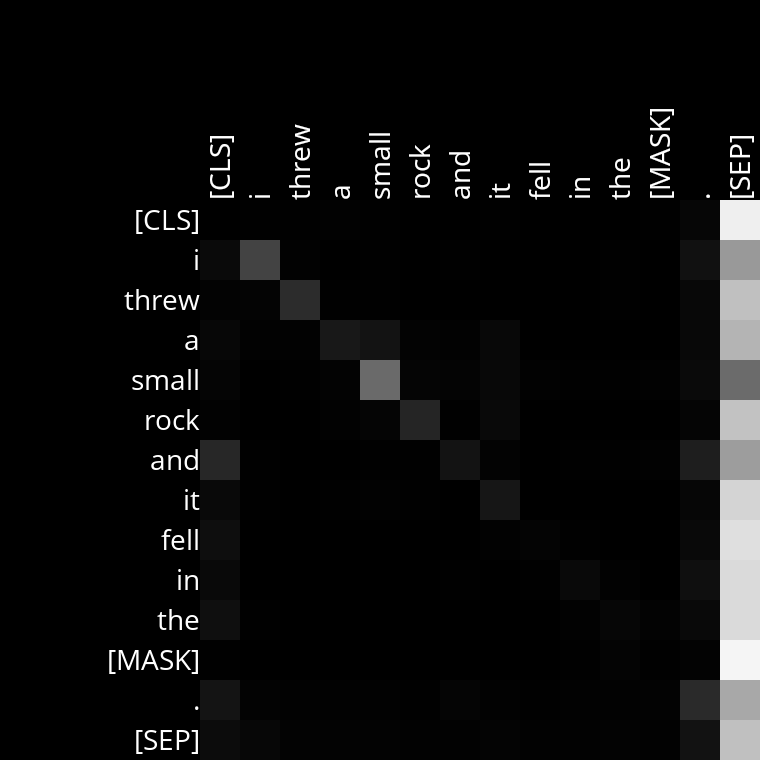 [CLS] i threw a small rock and it fell in the [MASK] . [SEP]
[CLS]
i
threw
a
small
rock
and
it
fell
in
the
[MASK]
.
[SEP]